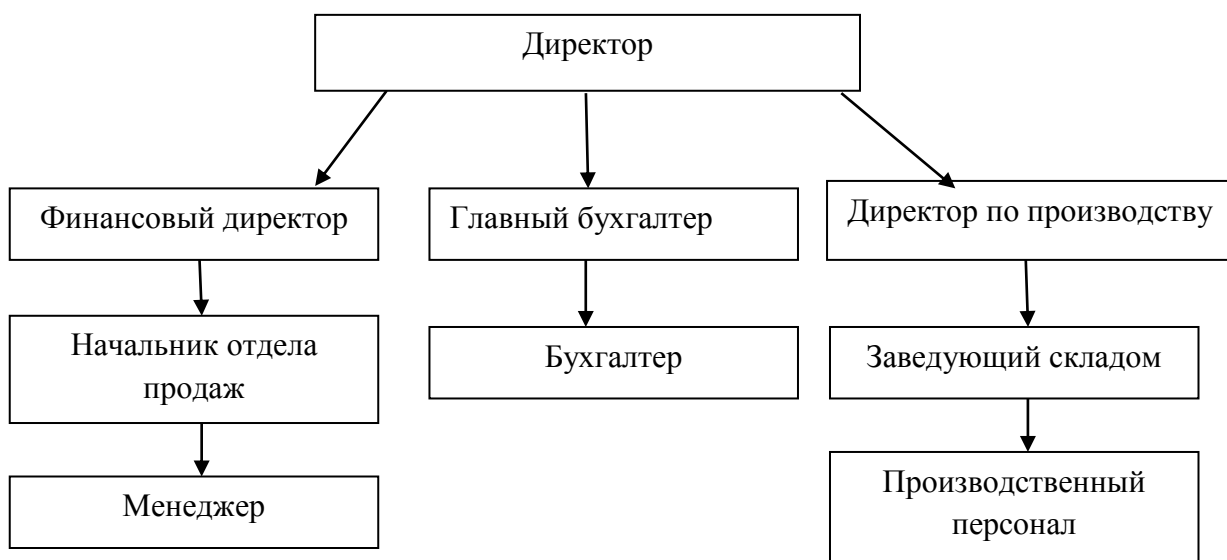 Директор
Финансовый директор
Главный бухгалтер
Директор по производству
Начальник отдела
продаж
Бухгалтер
Заведующий складом
Менеджер
Производственный
персонал